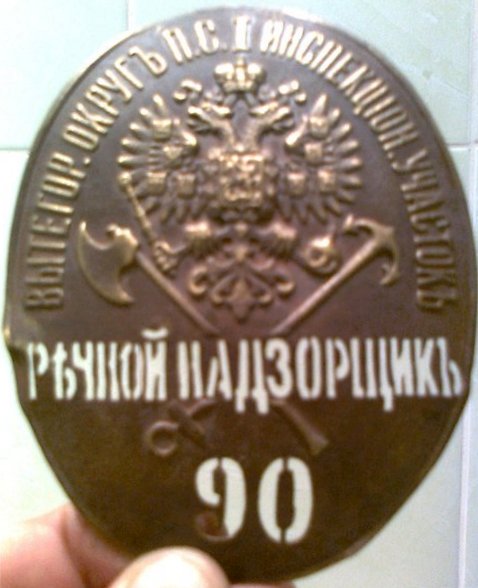 ВЫТЕГОР. ОКРУГЪ П.С. II ИНСПЕКЦІОН. УЧАСТОКЪ
РѢЧНОЙ НАДЗОРЩИКЪ
90